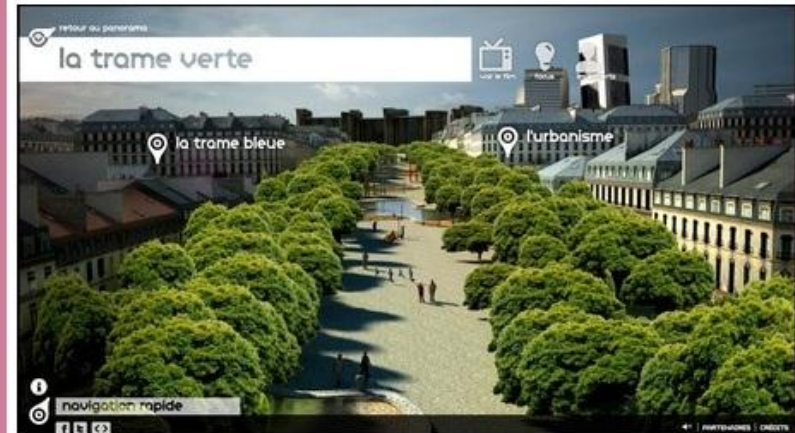 retour au panorama
la trame verte
voir le film
focus
la trame bleue
l'urbanisme
navigation rapide
PARTENAIRES | CRÉDITS